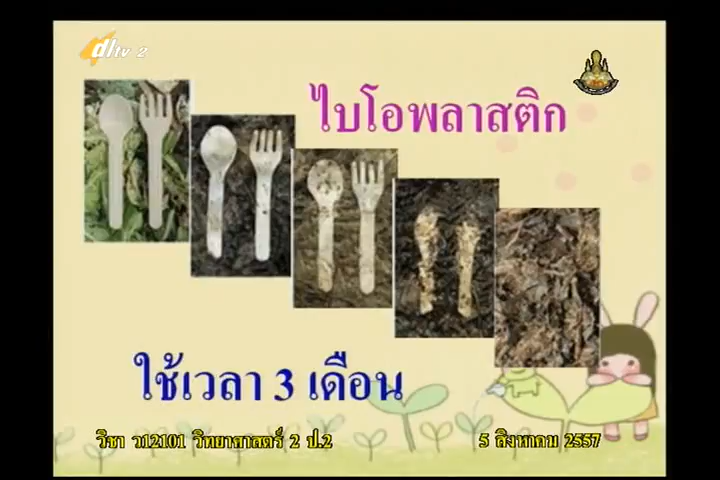 dltv 2
ไบโอพลาสติก
ใช้เวลา 3 เดือน
วิชา ว12101 วิทยาศาสตร์ 2 ป.2
5 สิงหาคม 2557